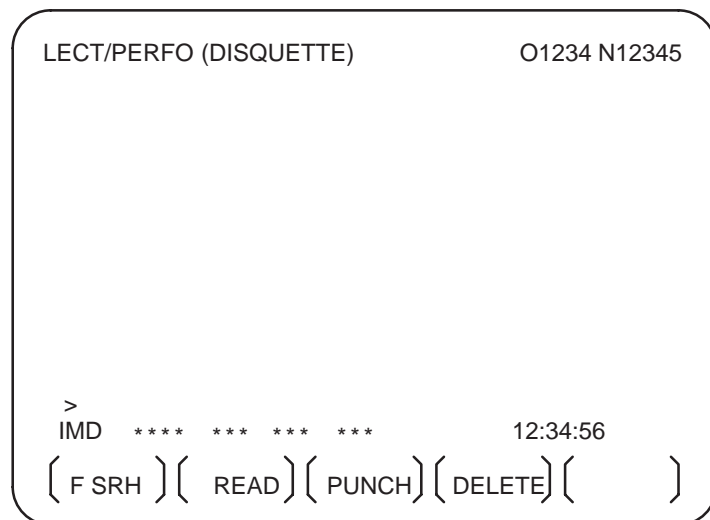 LECT/PERFO (DISQUETTE) O1234 N12345
>
IMD **** *** *** *** 12:34:56
[ F SRH ] [ READ ] [ PUNCH ] [ DELETE ] [ ]